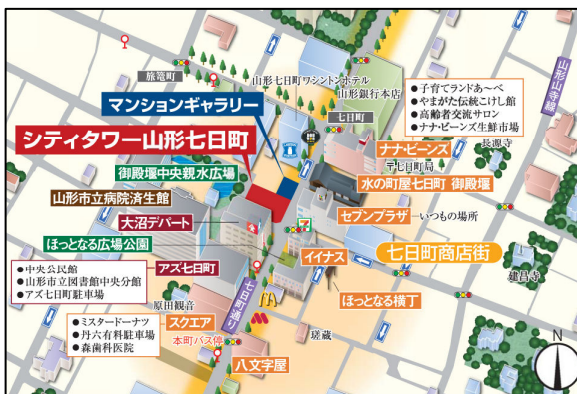 旅篭町
山形七日町ワシントンホテル
山形銀行本店
マンションギャラリー
七日町
シティタワー山形七日町
●子育てランドあ〜べ
●やまがた伝統こけし館
●高齢者交流サロン
●ナナ・ビーンズ生鮮市場
山形山寺線
長源寺
ナナ・ビーンズ
〒七日町局
御殿堰中央親水広場
水の町屋七日町 御殿堰
山形市立病院済生館
セブンプラザ
いつもの場所
大沼デパート
ほっとなる広場公園
イイナス
七日町商店街
建昌寺
アズ七日町
●中央公民館
●山形市立図書館中央分館
●アズ七日町駐車場
ほっとなる横丁
七日町通り
原田観音
スクエア
●ミスタードーナツ
●丹六有料駐車場
●森歯科医院
本町バス停
瑳蔵
八文字屋
N